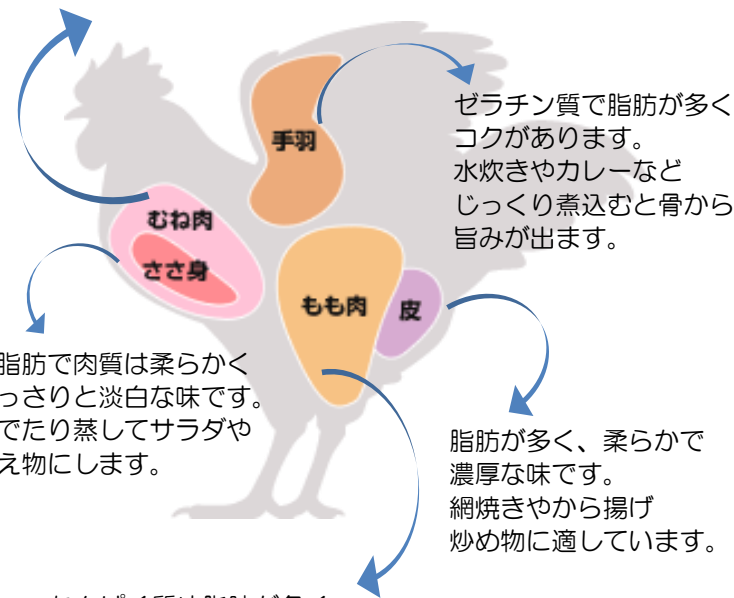 手羽
ゼラチン質で脂肪が多く
コクがあります。
水炊きやカレーなど
じっくり煮込むと骨から
旨みが出ます。
むね肉
ささ身
もも肉
皮
脂肪で肉質は柔らかく
っさりと淡白な味です。
でたり蒸してサラダや
え物にします。
脂肪が多く、柔らかで
濃厚な味です。
網焼きやから揚げ
炒め物に適しています。